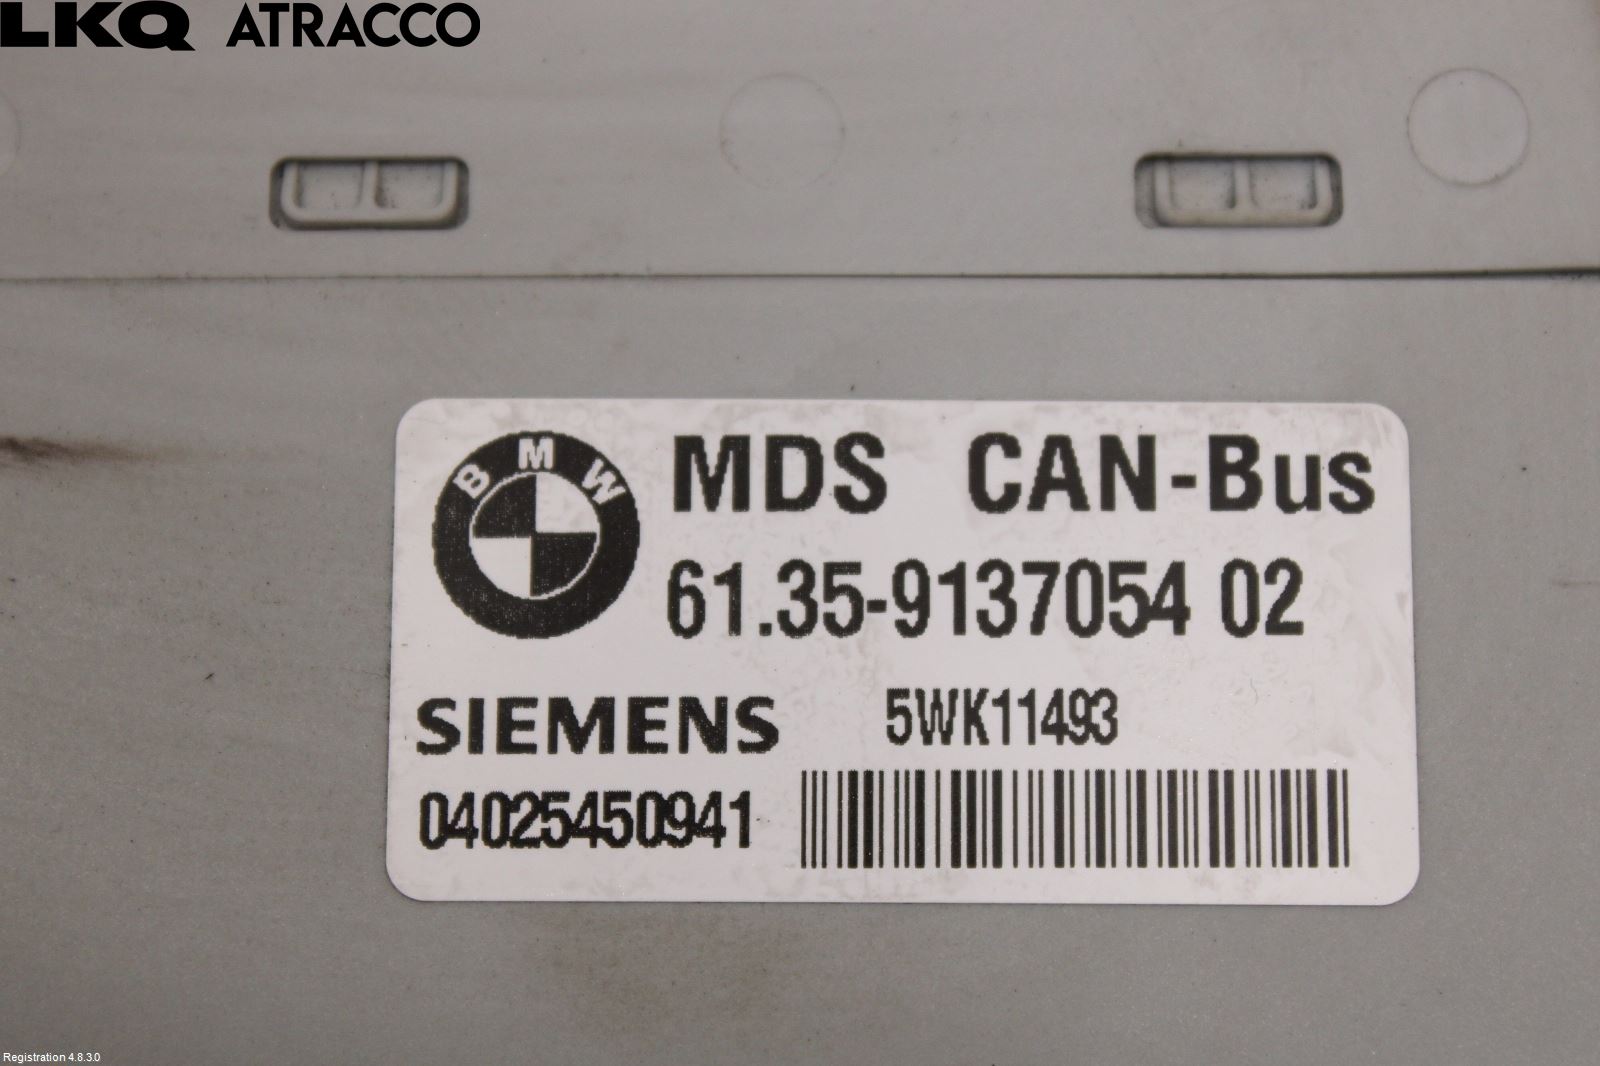 LKQ ATRACCO
BMW
MDS CAN-Bus
61.35-9137054 02
SIEMENS 5WK11493
04025450941
Registration 4.8.3.0